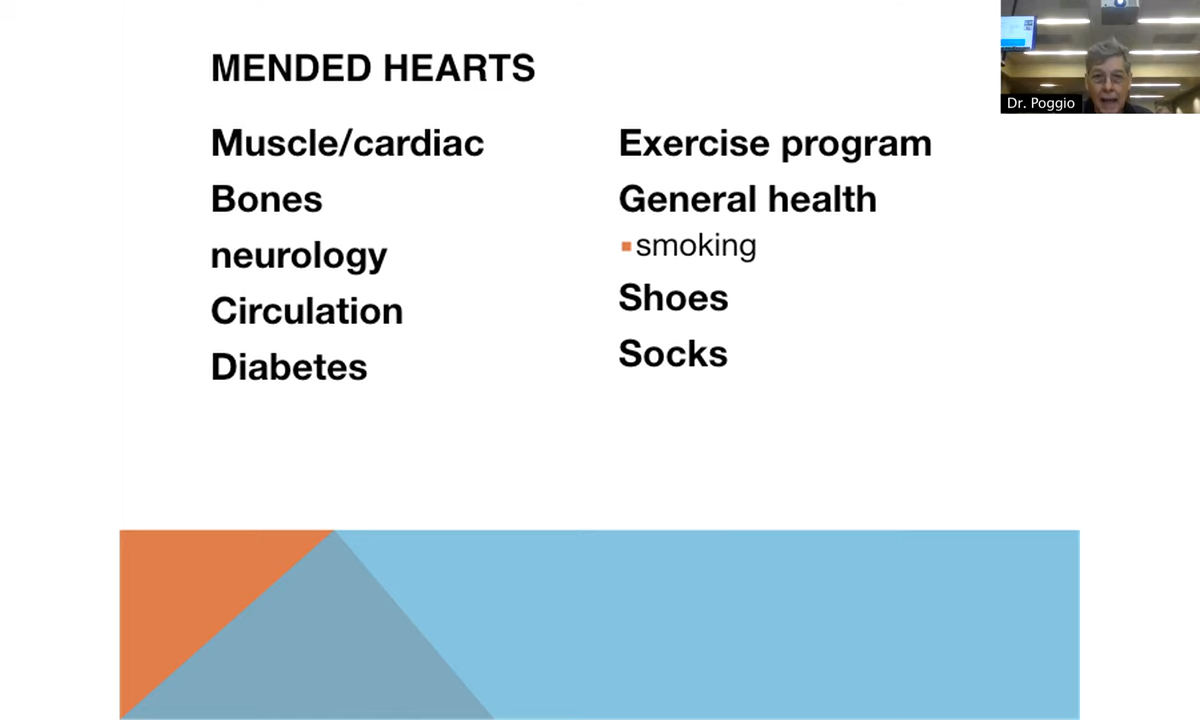 MENDED HEARTS
Muscle/cardiac
Bones
neurology
Circulation
Diabetes
Exercise program
General health
smoking
Shoes
Socks
Dr. Poggio